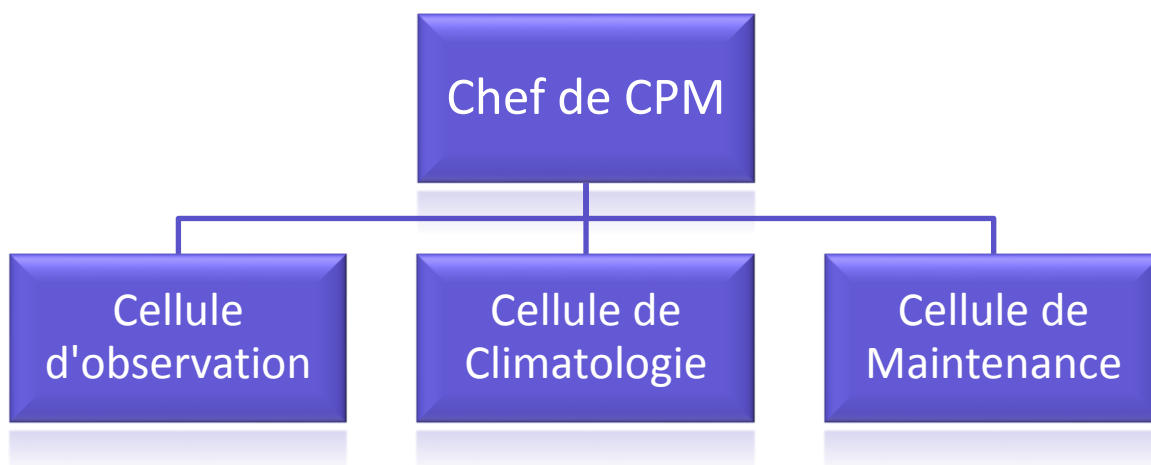 Chef de CPM
Cellule
d'observation
Cellule de
Climatologie
Cellule de
Maintenance